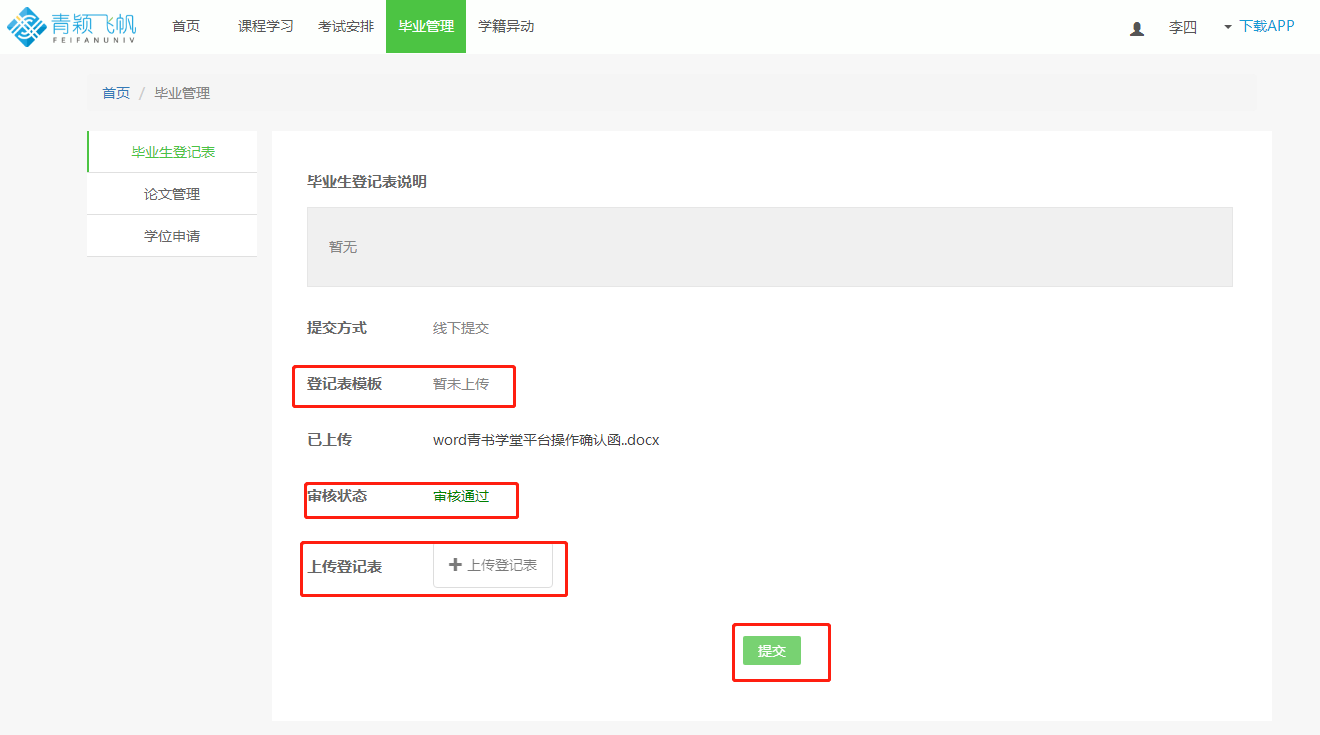 青颖飞帆
FEIFANUNIV
首页 课程学习 考试安排 毕业管理 学籍异动 李四 下载APP
首页 / 毕业管理
毕业生登记表
论文管理
学位申请
毕业生登记表说明
暂无
提交方式 线下提交
登记表模板 暂未上传
已上传 word青书学堂平台操作确认函..docx
审核状态 审核通过
上传登记表 + 上传登记表
提交